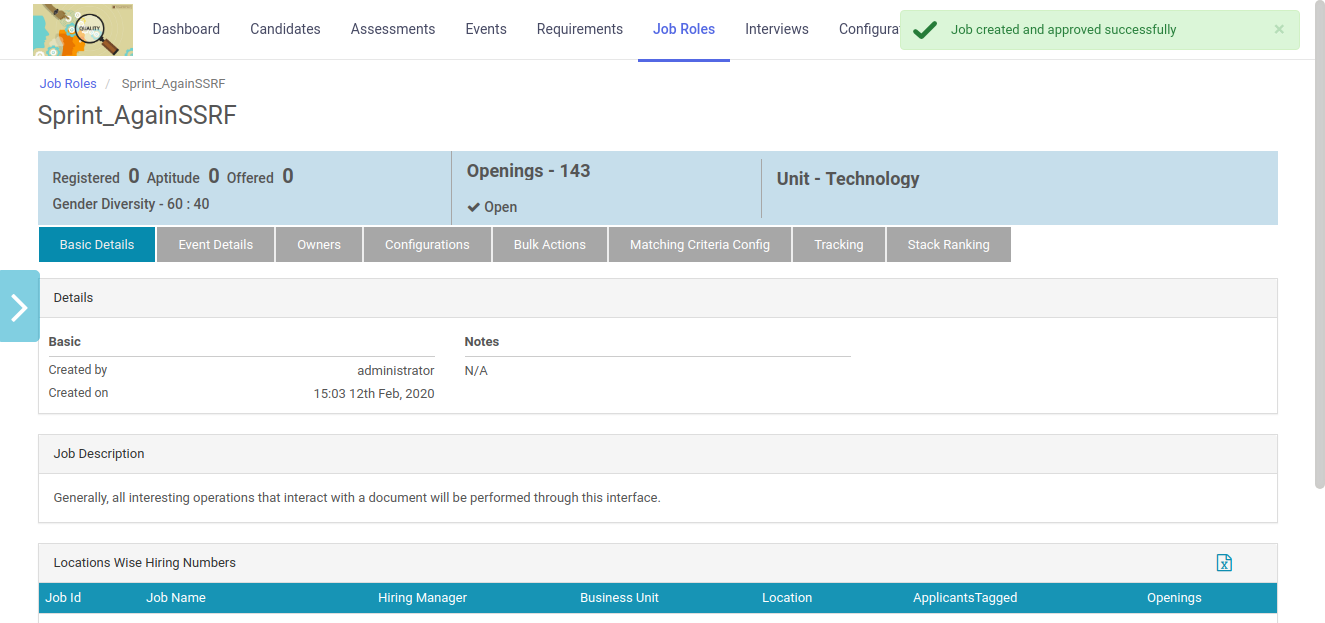 QUALITY
Dashboard Candidates Assessments Events Requirements Job Roles Interviews Configura
Job created and approved successfully ×
Job Roles / Sprint_AgainSSRF
Sprint_AgainSSRF
Registered 0 Aptitude 0 Offered 0
Gender Diversity - 60 : 40
Openings - 143
Open
Unit - Technology
Basic Details Event Details Owners Configurations Bulk Actions Matching Criteria Config Tracking Stack Ranking
Details
Basic
Created by administrator
Created on 15:03 12th Feb, 2020
Notes
N/A
Job Description
Generally, all interesting operations that interact with a document will be performed through this interface.
Locations Wise Hiring Numbers
Job Id Job Name Hiring Manager Business Unit Location ApplicantsTagged Openings